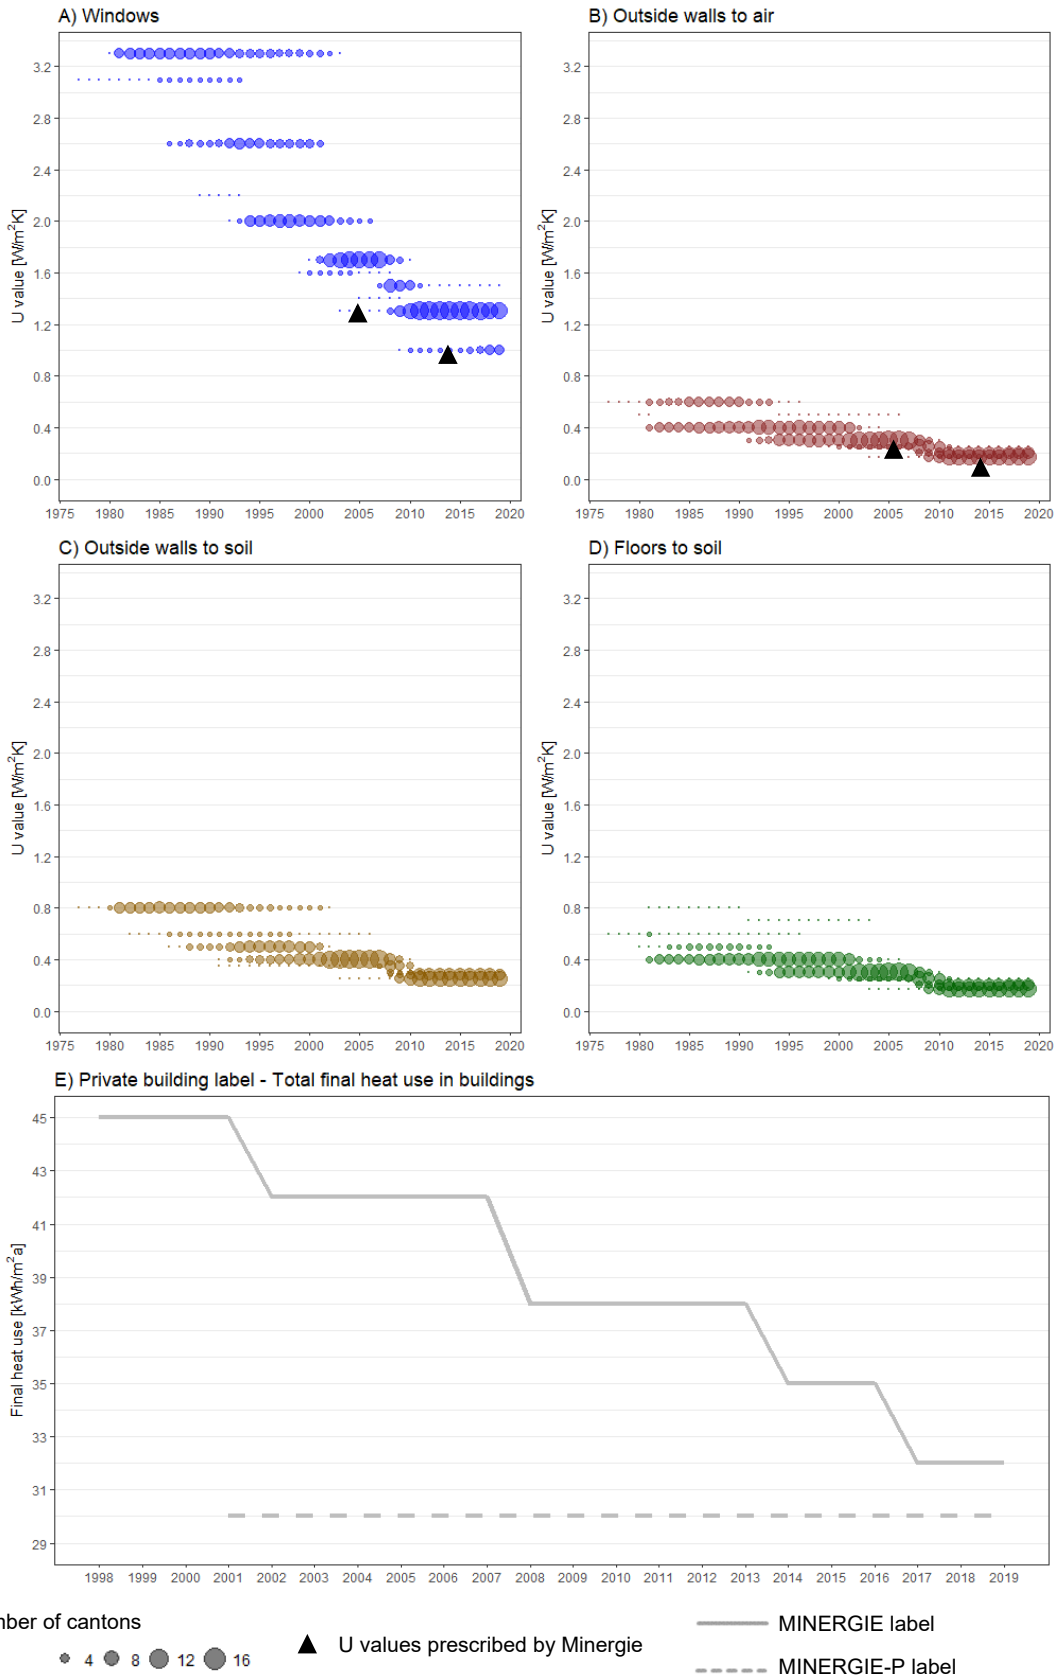 A) Windows
B) Outside walls to air
U value [W/m²K]
3.2
2.8
2.4
2.0
1.6
1.2
0.8
0.4
0.0
1975 1980 1985 1990 1995 2000 2005 2010 2015 2020
U value [W/m²K]
3.2
2.8
2.4
2.0
1.6
1.2
0.8
0.4
0.0
1975 1980 1985 1990 1995 2000 2005 2010 2015 2020
C) Outside walls to soil
D) Floors to soil
U value [W/m²K]
3.2
2.8
2.4
2.0
1.6
1.2
0.8
0.4
0.0
1975 1980 1985 1990 1995 2000 2005 2010 2015 2020
U value [W/m²K]
3.2
2.8
2.4
2.0
1.6
1.2
0.8
0.4
0.0
1975 1980 1985 1990 1995 2000 2005 2010 2015 2020
E) Private building label - Total final heat use in buildings
Final heat use [kWh/m²a]
45
43
41
39
37
35
33
31
29
1998 1999 2000 2001 2002 2003 2004 2005 2006 2007 2008 2009 2010 2011 2012 2013 2014 2015 2016 2017 2018 2019
mber of cantons
4 8 12 16
U values prescribed by Minergie
MINERGIE label
MINERGIE-P label